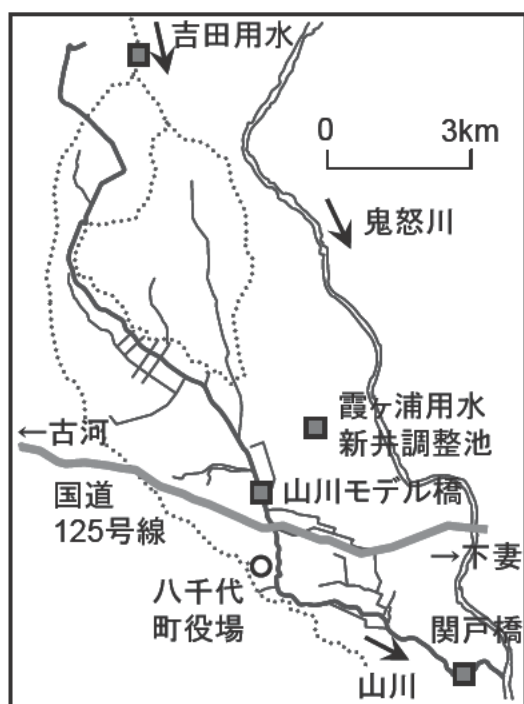 吉田用水
0 3km
鬼怒川
霞ヶ浦用水
新井調整池
←古河
山川モデル橋
国道
125号線
→下妻
八千代
町役場
関戸橋
山川